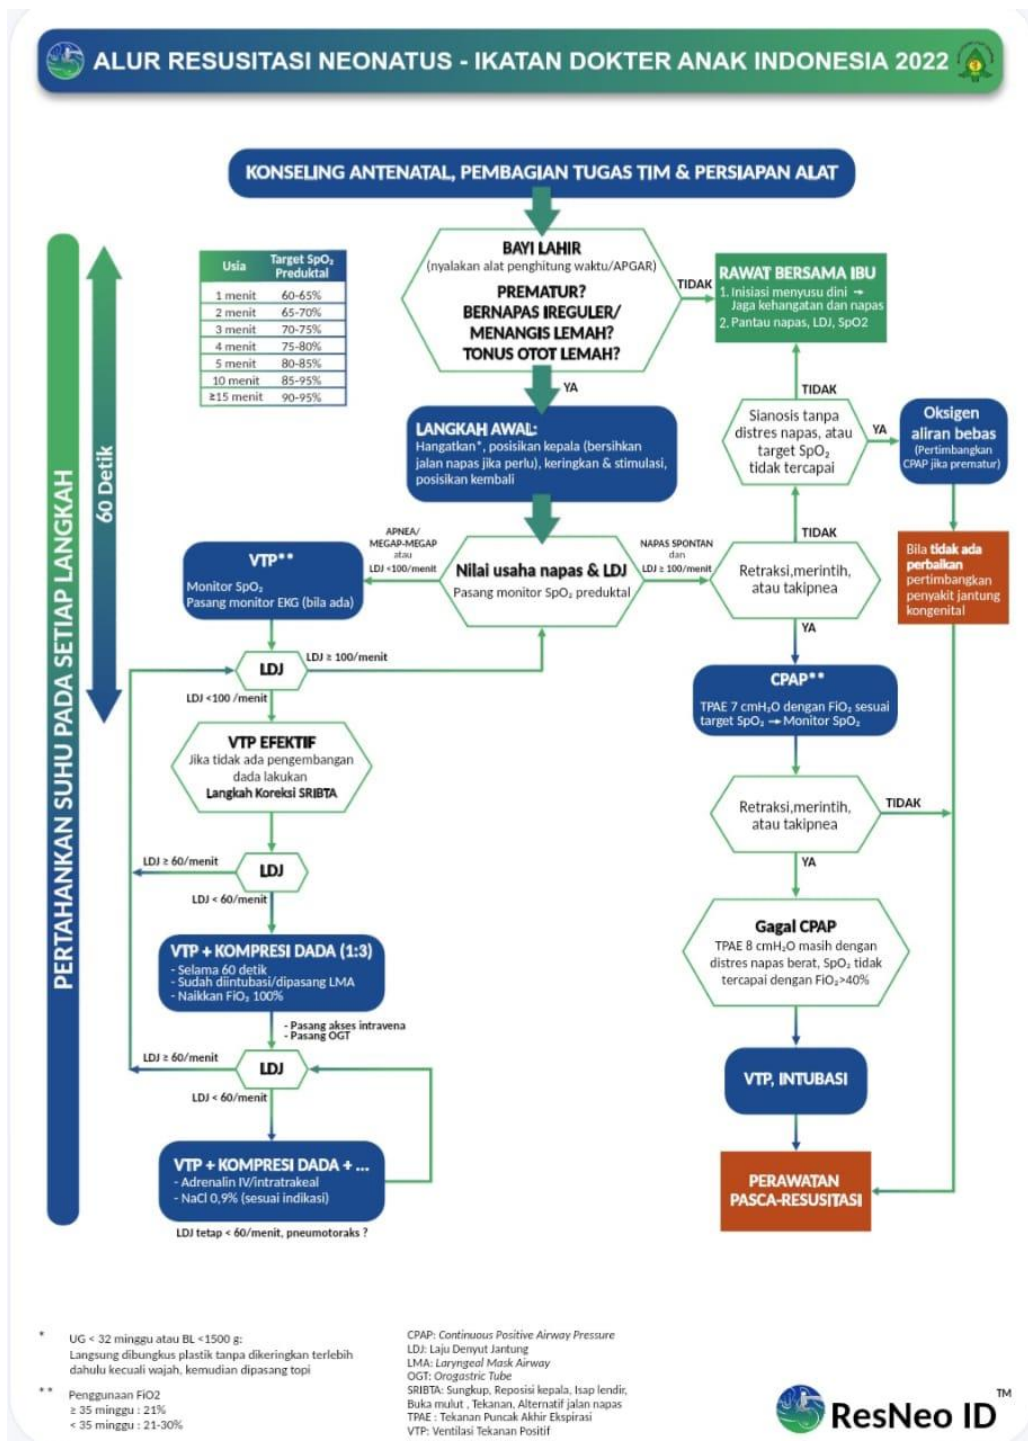 ALUR RESUSITASI NEONATUS - IKATAN DOKTER ANAK INDONESIA 2022
KONSELING ANTENATAL, PEMBAGIAN TUGAS TIM & PERSIAPAN ALAT
PERTAHANKAN SUHU PADA SETIAP LANGKAH
60 Detik
Usia Target SpO₂ Preduktal
1 menit 60-65%
2 menit 65-70%
3 menit 70-75%
4 menit 75-80%
5 menit 80-85%
10 menit 85-95%
≥15 menit 90-95%
BAYI LAHIR
(nyalakan alat penghitung waktu/APGAR)
PREMATUR?
BERNAPAS IREGULER/
MENANGIS LEMAH?
TONUS OTOT LEMAH?
TIDAK
RAWAT BERSAMA IBU
1. Inisiasi menyusu dini →
Jaga kehangatan dan napas
2. Pantau napas, LDJ, SpO2
YA
LANGKAH AWAL:
Hangatkan*, posisikan kepala (bersihkan
jalan napas jika perlu), keringkan & stimulasi,
posisikan kembali
TIDAK
Sianosis tanpa
distres napas, atau
target SpO₂
tidak tercapai
YA
Oksigen
aliran bebas
(Pertimbangkan
CPAP jika prematur)
TIDAK
Bila tidak ada
perbaikan
pertimbangkan
penyakit jantung
kongenital
APNEA/
MEGAP-MEGAP
atau
LDJ <100/menit
Nilai usaha napas & LDJ
Pasang monitor SpO₂ preduktal
NAPAS SPONTAN
dan
LDJ ≥ 100/menit
Retraksi,merintih,
atau takipnea
YA
VTP**
Monitor SpO₂
Pasang monitor EKG (bila ada)
LDJ
LDJ ≥ 100/menit
LDJ <100 /menit
CPAP**
TPAE 7 cmH₂O dengan FiO₂ sesuai
target SpO₂ → Monitor SpO₂
VTP EFEKTIF
Jika tidak ada pengembangan
dada lakukan
Langkah Koreksi SRIBTA
Retraksi,merintih,
atau takipnea
TIDAK
YA
LDJ ≥ 60/menit
LDJ
LDJ < 60/menit
Gagal CPAP
TPAE 8 cmH₂O masih dengan
distres napas berat, SpO₂ tidak
tercapai dengan FiO₂>40%
VTP + KOMPRESI DADA (1:3)
- Selama 60 detik
- Sudah diintubasi/dipasang LMA
- Naikkan FiO₂ 100%
- Pasang akses intravena
- Pasang OGT
LDJ ≥ 60/menit
LDJ
LDJ < 60/menit
VTP, INTUBASI
VTP + KOMPRESI DADA + ...
- Adrenalin IV/intratrakeal
- NaCl 0,9% (sesuai indikasi)
LDJ tetap < 60/menit, pneumotoraks ?
PERAWATAN
PASCA-RESUSITASI
* UG < 32 minggu atau BL <1500 g:
Langsung dibungkus plastik tanpa dikeringkan terlebih
dahulu kecuali wajah, kemudian dipasang topi
** Penggunaan FiO2
≥ 35 minggu : 21%
< 35 minggu : 21-30%
CPAP: Continuous Positive Airway Pressure
LDJ: Laju Denyut Jantung
LMA: Laryngeal Mask Airway
OGT: Orogastric Tube
SRIBTA: Sungkup, Reposisi kepala, Isap lendir,
Buka mulut , Tekanan, Alternatif jalan napas
TPAE : Tekanan Puncak Akhir Ekspirasi
VTP: Ventilasi Tekanan Positif
ResNeo ID™